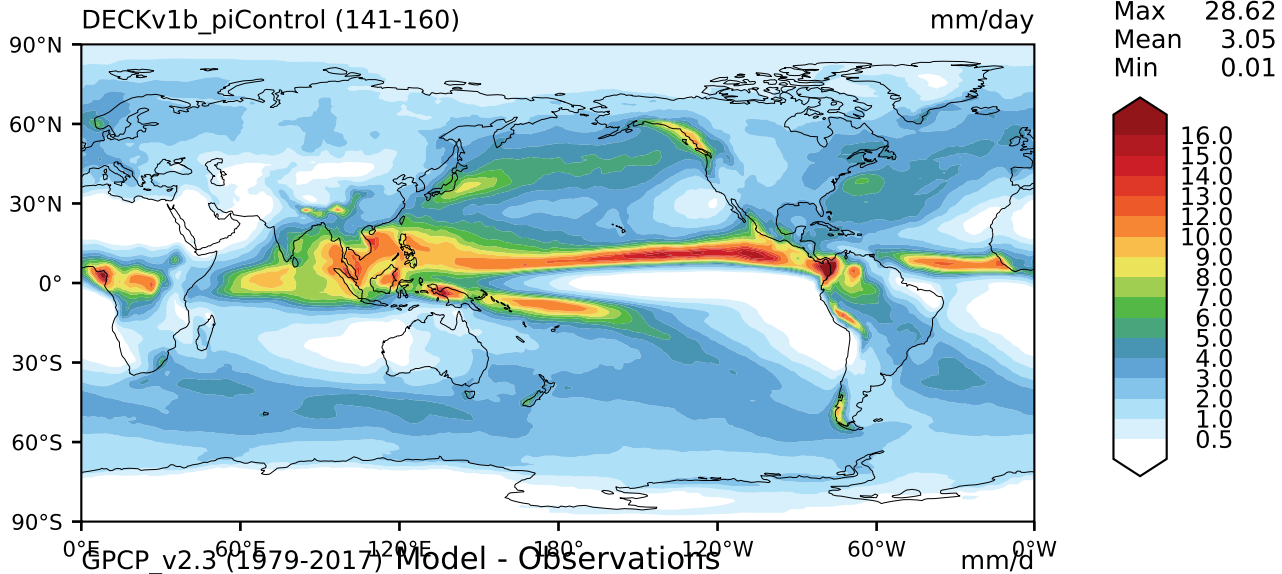 DECKv1b_piControl (141-160) mm/day
Max 28.62
Mean 3.05
Min 0.01
90°N
60°N
30°N
0°
30°S
60°S
90°S
0°E 60°E 120°E 180° 120°W 60°W 0°W
16.0
15.0
14.0
13.0
12.0
10.0
9.0
8.0
7.0
6.0
5.0
4.0
3.0
2.0
1.0
0.5
GPCP_v2.3 (1979-2017) Model - Observations mm/d